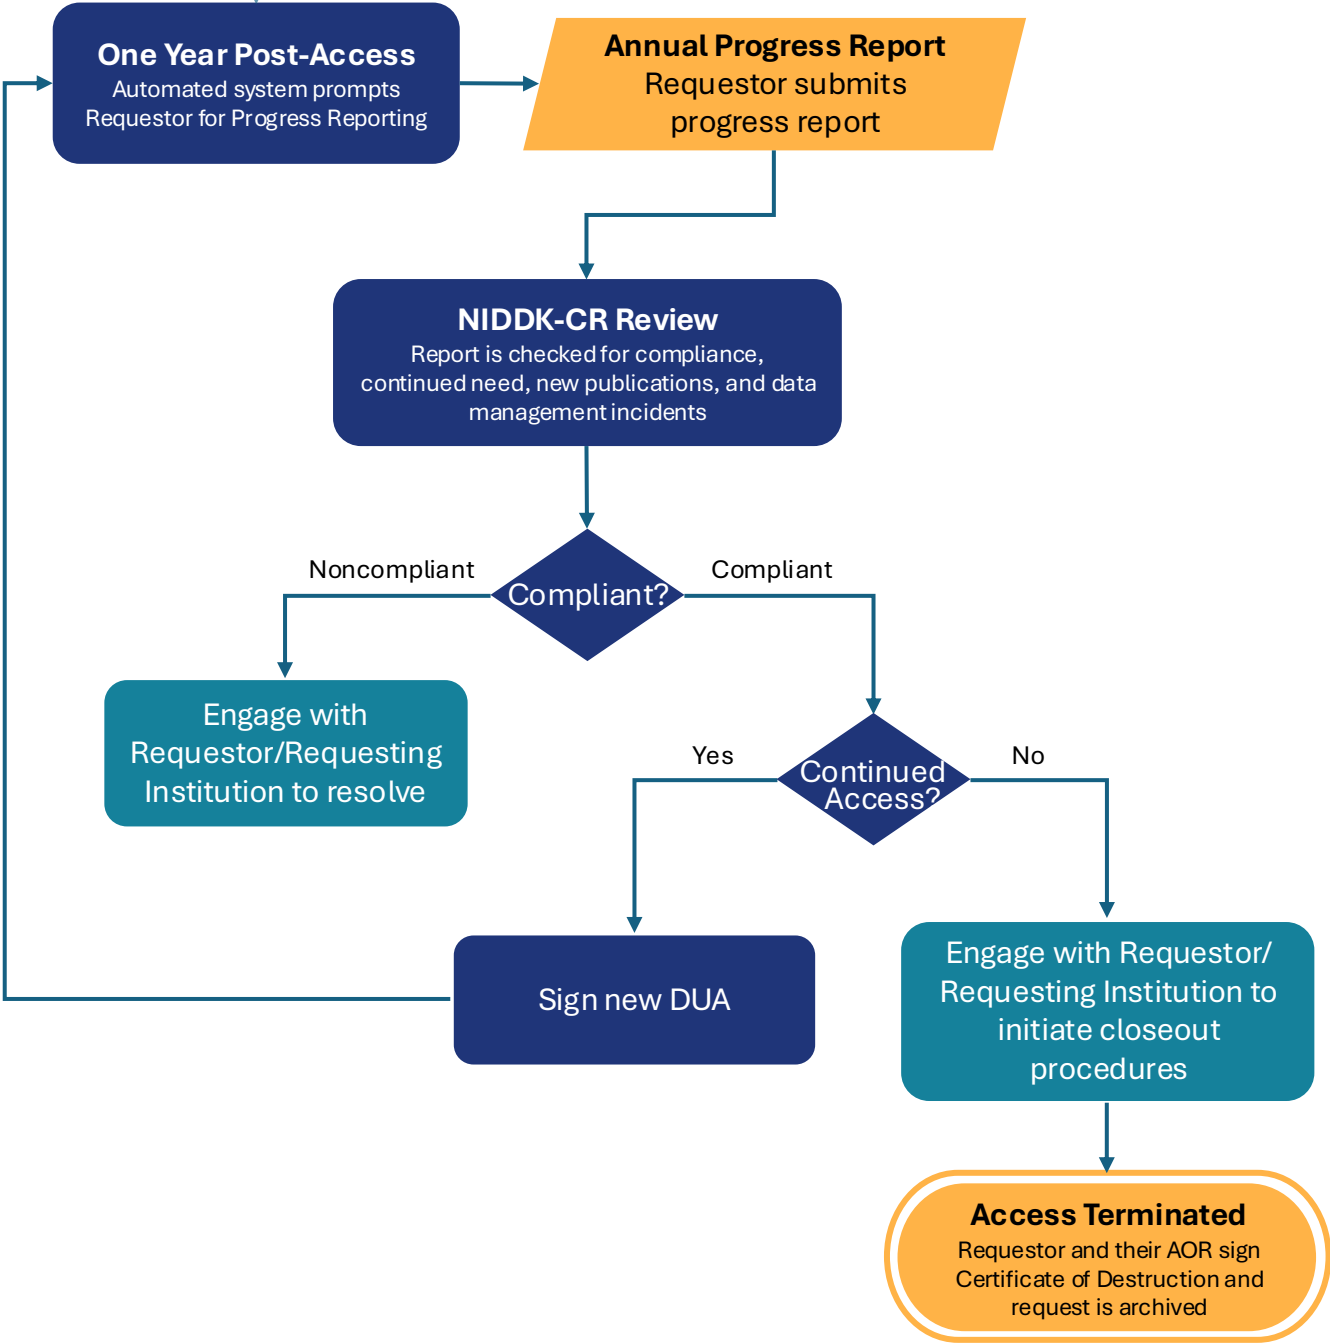 One Year Post-Access
Automated system prompts
Requestor for Progress Reporting
Annual Progress Report
Requestor submits
progress report
NIDDK-CR Review
Report is checked for compliance,
continued need, new publications, and data
management incidents
Noncompliant
Compliant?
Compliant
Engage with
Requestor/Requesting
Institution to resolve
Yes
Continued
Access?
No
Sign new DUA
Engage with Requestor/
Requesting Institution to
initiate closeout
procedures
Access Terminated
Requestor and their AOR sign
Certificate of Destruction and
request is archived